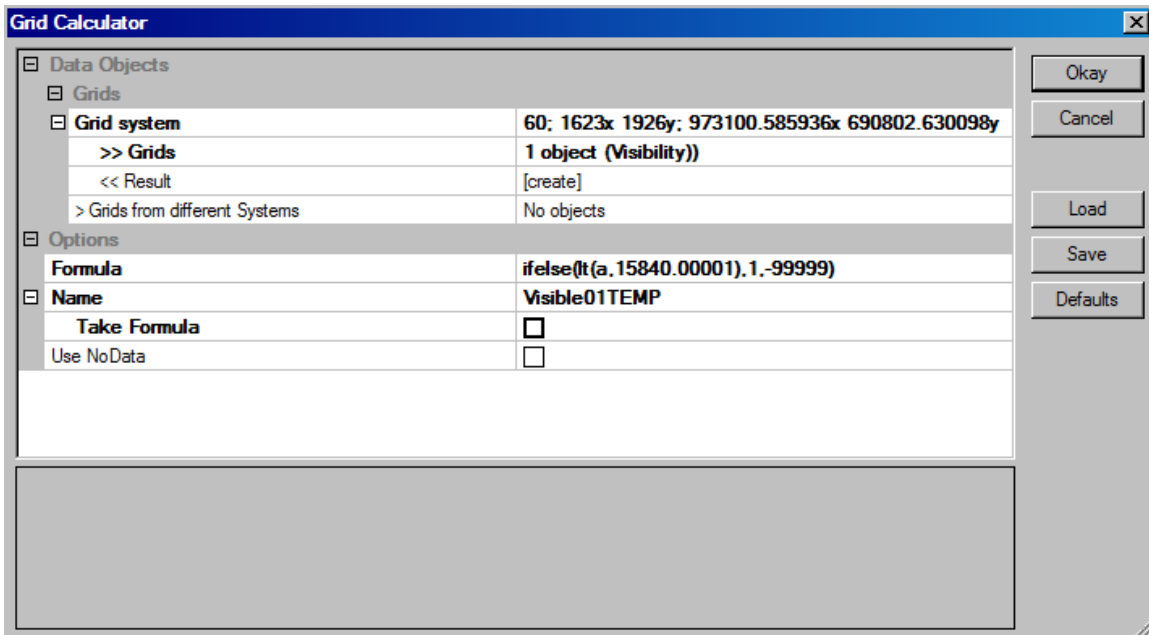 Grid Calculator
Data Objects
Grids
Grid system 60; 1623x 1926y; 973100.585936x 690802.630098y
>> Grids 1 object (Visibility))
<< Result [create]
> Grids from different Systems No objects
Options
Formula ifelse(lt(a,15840.00001),1,-99999)
Name Visible01TEMP
Take Formula
Use NoData
Okay
Cancel
Load
Save
Defaults